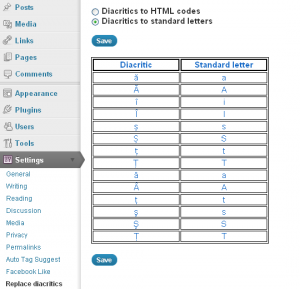 Posts
Media
Links
Pages
Comments
Appearance
Plugins
Users
Tools
Settings
General
Writing
Reading
Discussion
Media
Privacy
Permalinks
Auto Tag Suggest
Facebook Like
Replace diacritics
Diacritics to HTML codes
Diacritics to standard letters
Save
Diacritic Standard letter
ă a
Ă A
î i
Î I
ș s
Ș S
ț t
Ț T
â a
Â A
ţ t
ş s
Ş S
Ţ T
Save